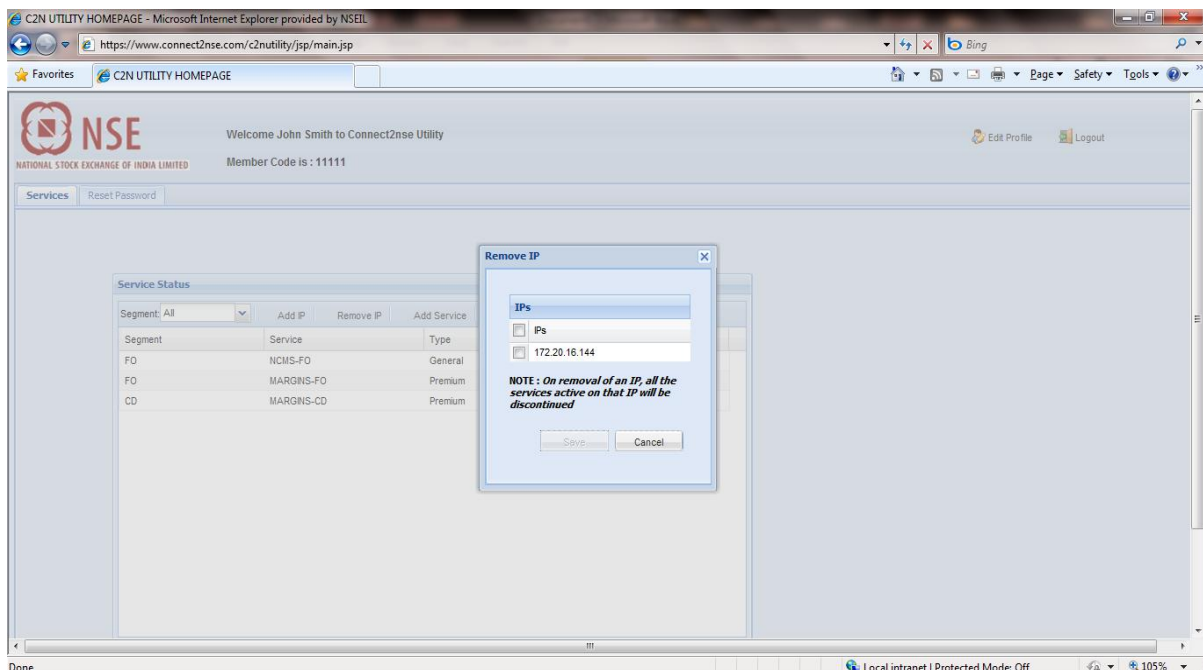 C2N UTILITY HOMEPAGE - Microsoft Internet Explorer provided by NSEIL
https://www.connect2nse.com/c2nutility/jsp/main.jsp
Bing
Favorites
C2N UTILITY HOMEPAGE
Page
Safety
Tools
NSE
NATIONAL STOCK EXCHANGE OF INDIA LIMITED
Welcome John Smith to Connect2nse Utility
Member Code is : 11111
Edit Profile
Logout
Services
Reset Password
Service Status
Segment: All
Add IP
Remove IP
Add Service
Segment
Service
Type
FO
NCMS-FO
General
FO
MARGINS-FO
Premium
CD
MARGINS-CD
Premium
Remove IP
IPs
IPs
172.20.16.144
NOTE : On removal of an IP, all the
services active on that IP will be
discontinued
Save
Cancel
Done
Local intranet | Protected Mode: Off
105%